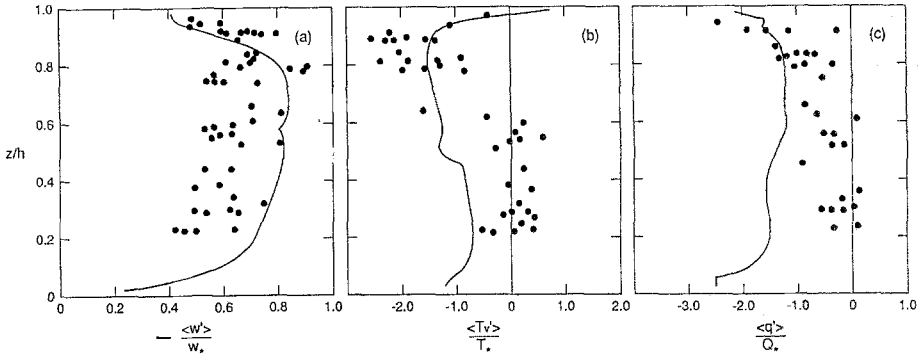 1.0
0.8
0.6
0.4
0.2
0
z/h
(a)
(b)
(c)
0 0.2 0.4 0.6 0.8 1.0
-2.0 -1.0 0 1.0 2.0
-3.0 -2.0 -1.0 0 1.0
— <w'>
w*
<Tv'>
T*
<q'>
Q*